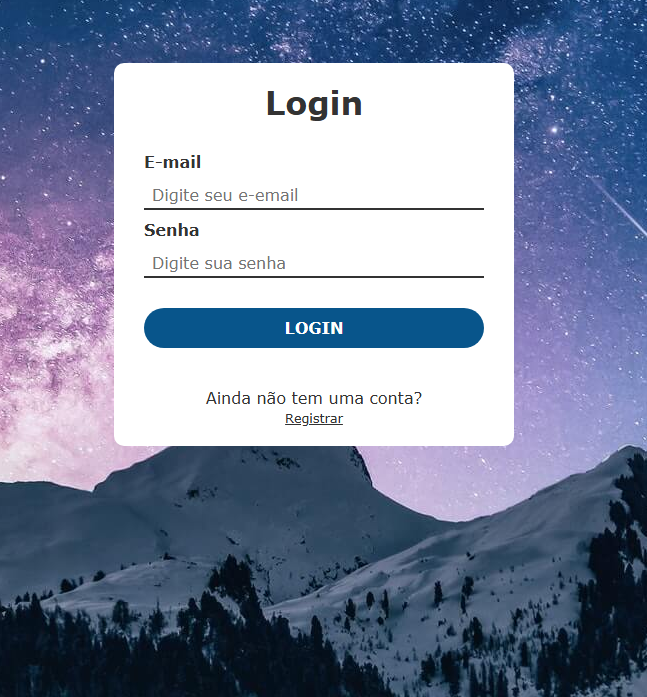 Login
E-mail
Digite seu e-email
Senha
Digite sua senha
LOGIN
Ainda não tem uma conta?
Registrar